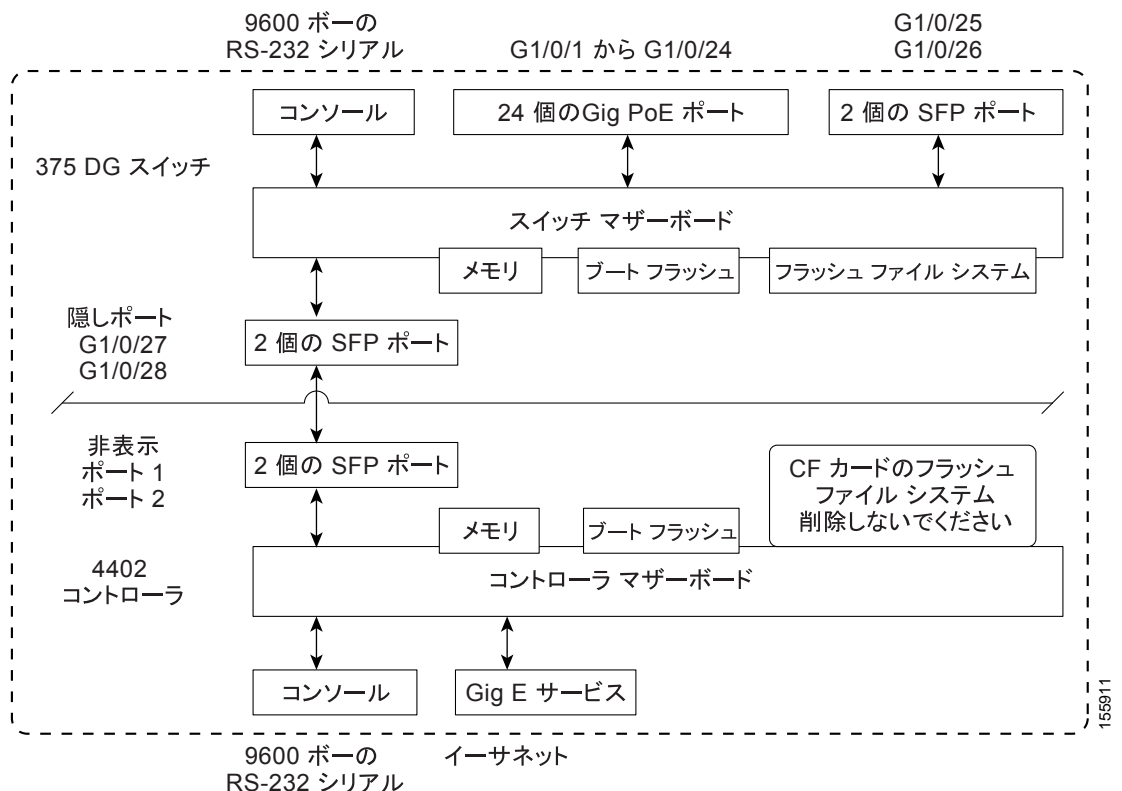 9600 ボーの
RS-232 シリアル
G1/0/1 から G1/0/24
G1/0/25
G1/0/26
コンソール
24 個のGig PoE ポート
2 個の SFP ポート
375 DG スイッチ
スイッチ マザーボード
メモリ
ブート フラッシュ
フラッシュ ファイル システム
隠しポート
G1/0/27
G1/0/28
2 個の SFP ポート
非表示
ポート 1
ポート 2
2 個の SFP ポート
CF カードのフラッシュ
ファイル システム
削除しないでください
メモリ
ブート フラッシュ
4402
コントローラ
コントローラ マザーボード
コンソール
Gig E サービス
155911
9600 ボーの
RS-232 シリアル
イーサネット